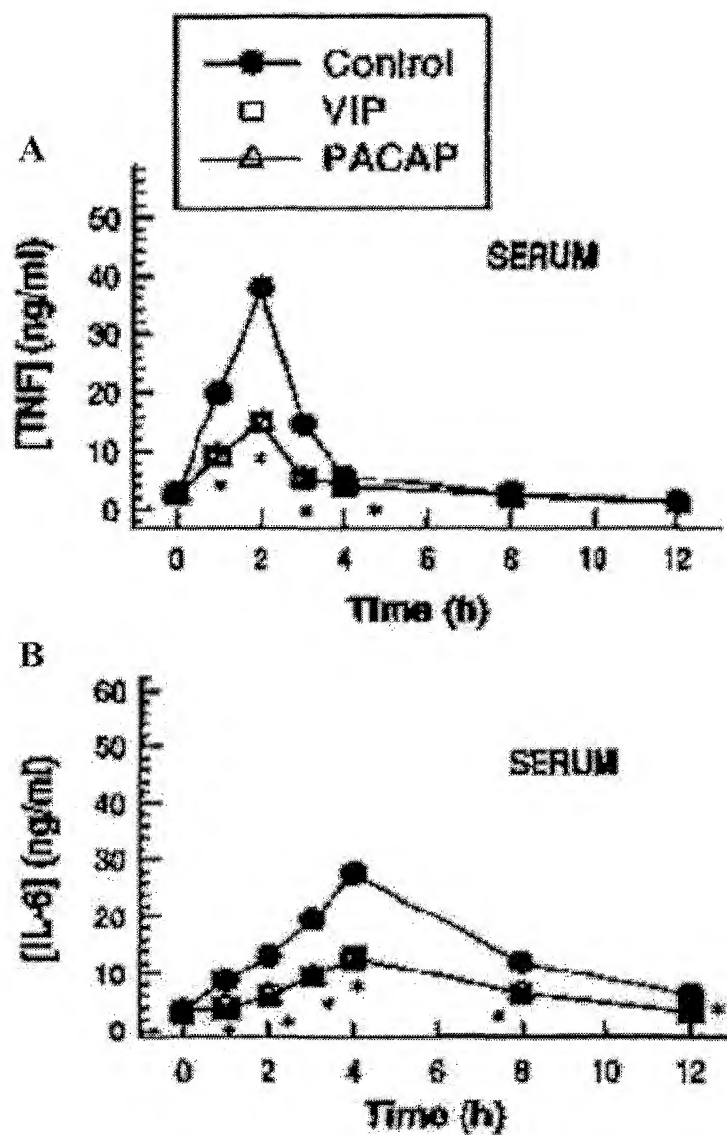 Control
VIP
PACAP
A
50
40
30
20
10
0
[TNF] (ng/ml)
SERUM
0 2 4 6 8 10 12
Time (h)
B
60
50
40
30
20
10
0
[IL-6] (ng/ml)
SERUM
0 2 4 6 8 10 12
Time (h)